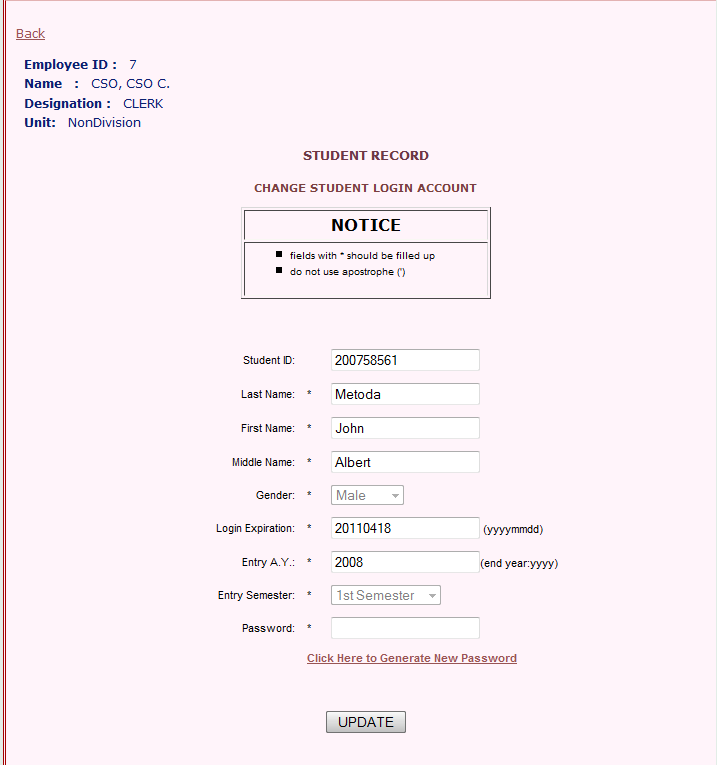 Back
Employee ID : 7
Name : CSO, CSO C.
Designation : CLERK
Unit: NonDivision
STUDENT RECORD
CHANGE STUDENT LOGIN ACCOUNT
NOTICE
fields with * should be filled up
do not use apostrophe (')
Student ID: 200758561
Last Name: * Metoda
First Name: * John
Middle Name: * Albert
Gender: * Male
Login Expiration: * 20110418 (yyyymmdd)
Entry A.Y.: * 2008 (end year:yyyy)
Entry Semester: * 1st Semester
Password: *
Click Here to Generate New Password
UPDATE